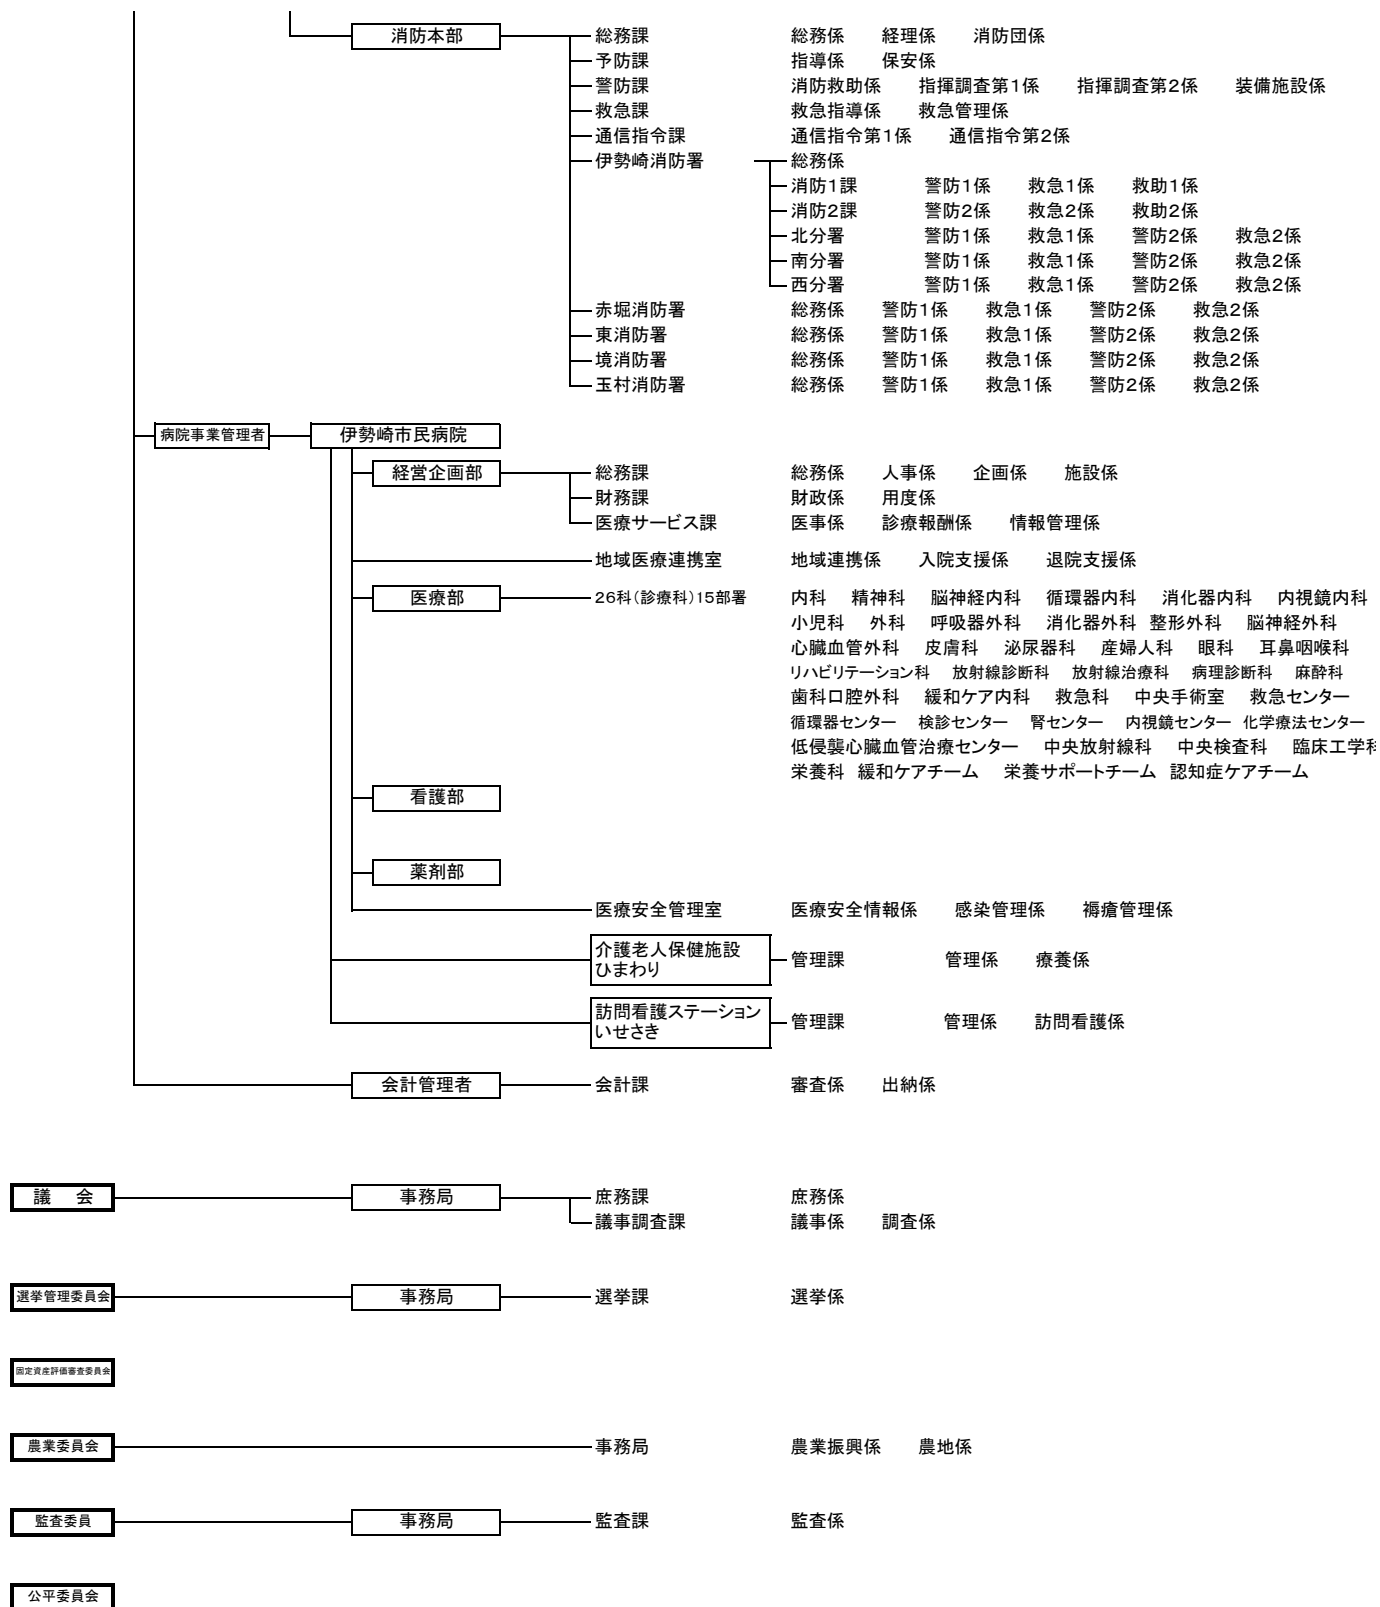 消防本部 総務課 総務係 経理係 消防団係
予防課 指導係 保安係
警防課 消防救助係 指揮調査第1係 指揮調査第2係 装備施設係
救急課 救急指導係 救急管理係
通信指令課 通信指令第1係 通信指令第2係
伊勢崎消防署 総務係
消防1課 警防1係 救急1係 救助1係
消防2課 警防2係 救急2係 救助2係
北分署 警防1係 救急1係 警防2係 救急2係
南分署 警防1係 救急1係 警防2係 救急2係
西分署 警防1係 救急1係 警防2係 救急2係
赤堀消防署 総務係 警防1係 救急1係 警防2係 救急2係
東消防署 総務係 警防1係 救急1係 警防2係 救急2係
境消防署 総務係 警防1係 救急1係 警防2係 救急2係
玉村消防署 総務係 警防1係 救急1係 警防2係 救急2係
病院事業管理者 伊勢崎市民病院
経営企画部 総務課 総務係 人事係 企画係 施設係
財務課 財政係 用度係
医療サービス課 医事係 診療報酬係 情報管理係
地域医療連携室 地域連携係 入院支援係 退院支援係
医療部 26科(診療科)15部署 内科 精神科 脳神経内科 循環器内科 消化器内科 内視鏡内科
小児科 外科 呼吸器外科 消化器外科 整形外科 脳神経外科
心臓血管外科 皮膚科 泌尿器科 産婦人科 眼科 耳鼻咽喉科
リハビリテーション科 放射線診断科 放射線治療科 病理診断科 麻酔科
歯科口腔外科 緩和ケア内科 救急科 中央手術室 救急センター
循環器センター 検診センター 腎センター 内視鏡センター 化学療法センター
低侵襲心臓血管治療センター 中央放射線科 中央検査科 臨床工学科
栄養科 緩和ケアチーム 栄養サポートチーム 認知症ケアチーム
看護部
薬剤部
医療安全管理室 医療安全情報係 感染管理係 褥瘡管理係
介護老人保健施設
ひまわり 管理課 管理係 療養係
訪問看護ステーション
いせさき 管理課 管理係 訪問看護係
会計管理者 会計課 審査係 出納係
議 会 事務局 庶務課 庶務係
議事調査課 議事係 調査係
選挙管理委員会 事務局 選挙課 選挙係
固定資産評価審査委員会
農業委員会 事務局 農業振興係 農地係
監査委員 事務局 監査課 監査係
公平委員会